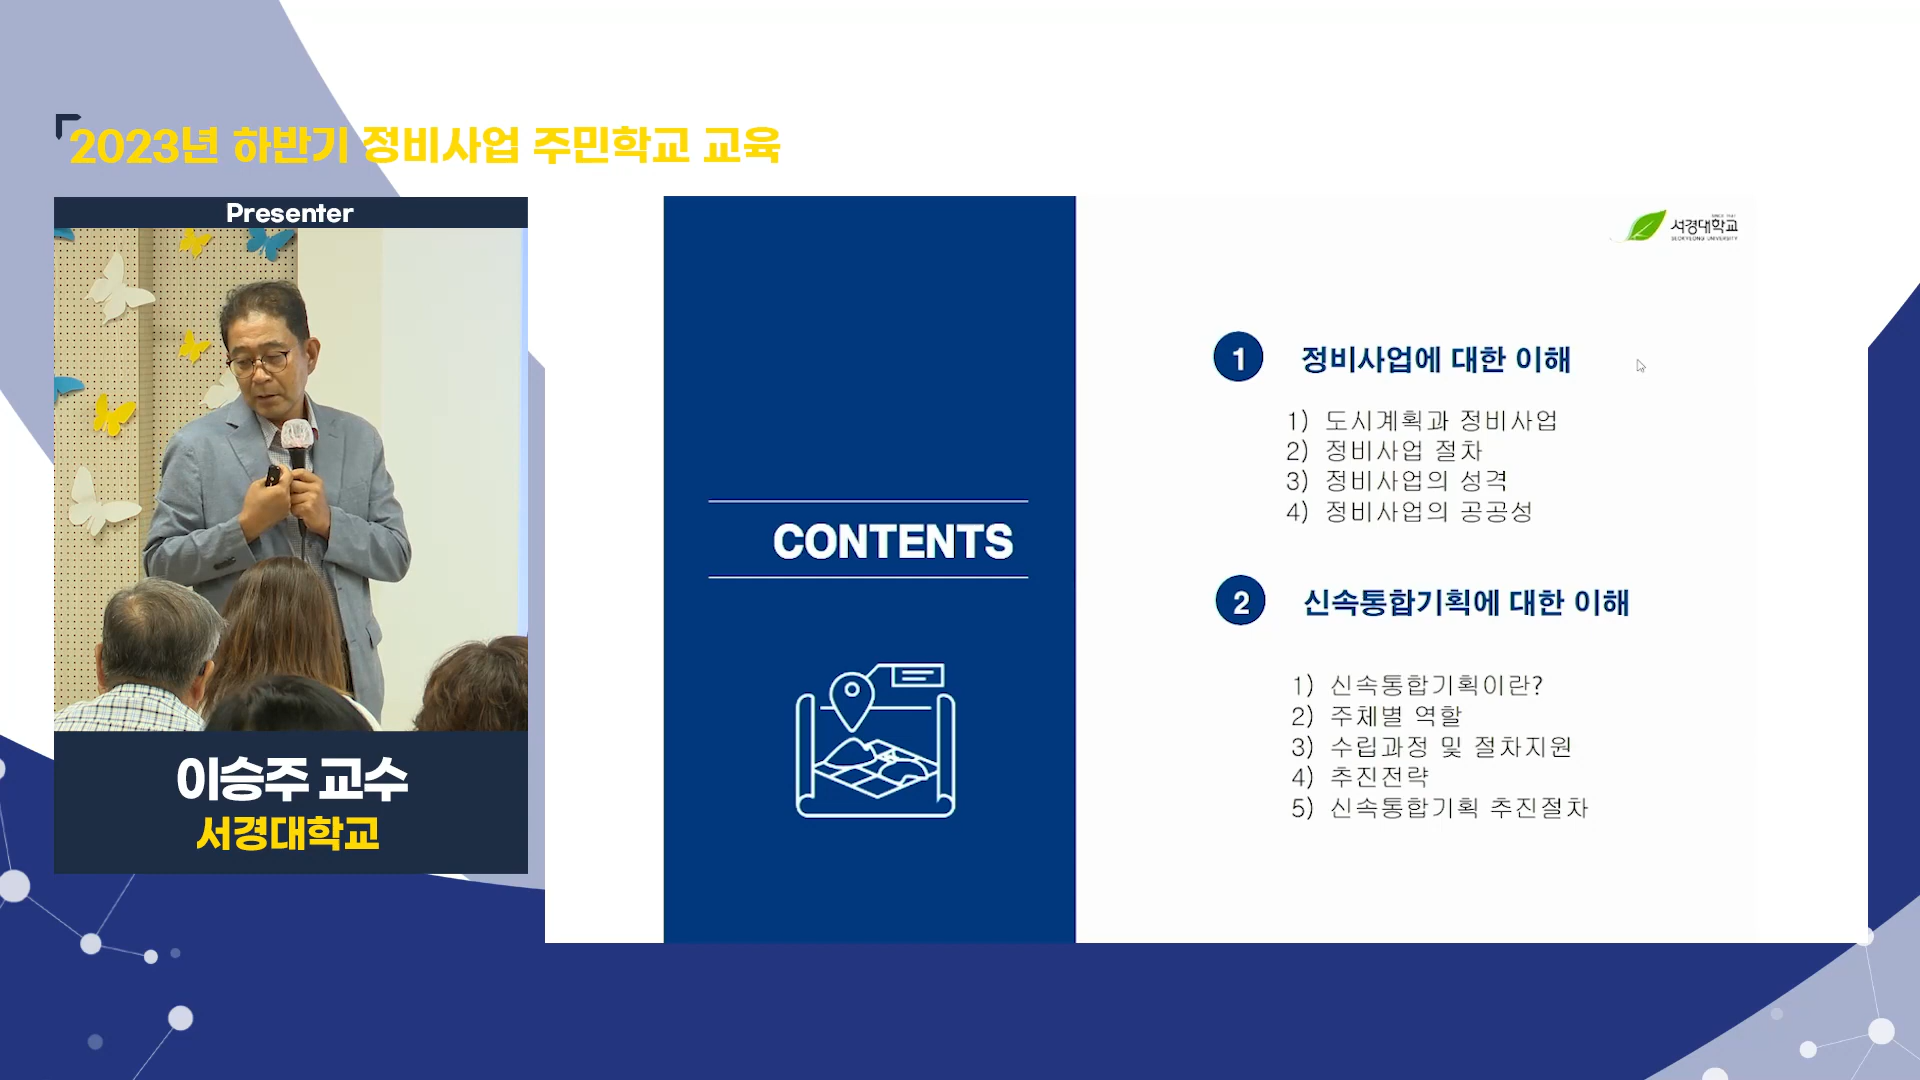 2023년 하반기 정비사업 주민학교 교육
Presenter
이승주 교수
서경대학교
CONTENTS
SINCE 1947
서경대학교
SEOKYEONG UNIVERSITY
1 정비사업에 대한 이해
1) 도시계획과 정비사업
2) 정비사업 절차
3) 정비사업의 성격
4) 정비사업의 공공성
2 신속통합기획에 대한 이해
1) 신속통합기획이란?
2) 주체별 역할
3) 수립과정 및 절차지원
4) 추진전략
5) 신속통합기획 추진절차